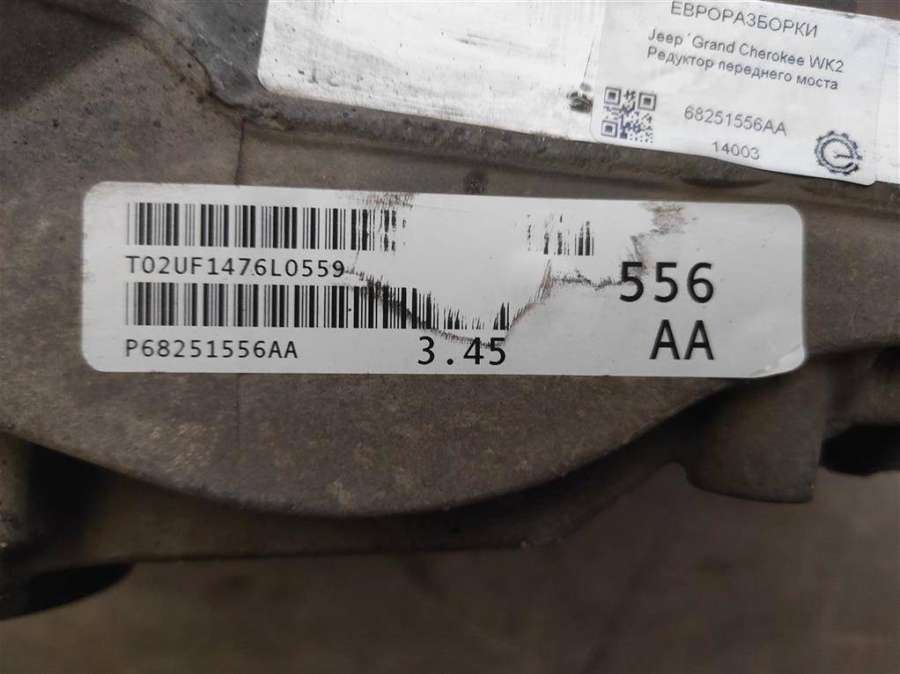 ЕВРОРАЗБОРКИ
Jeep Grand Cherokee WK2
Редуктор переднего моста
68251556AA
14003
T02UF1476L0559
P68251556AA
3.45
556
AA